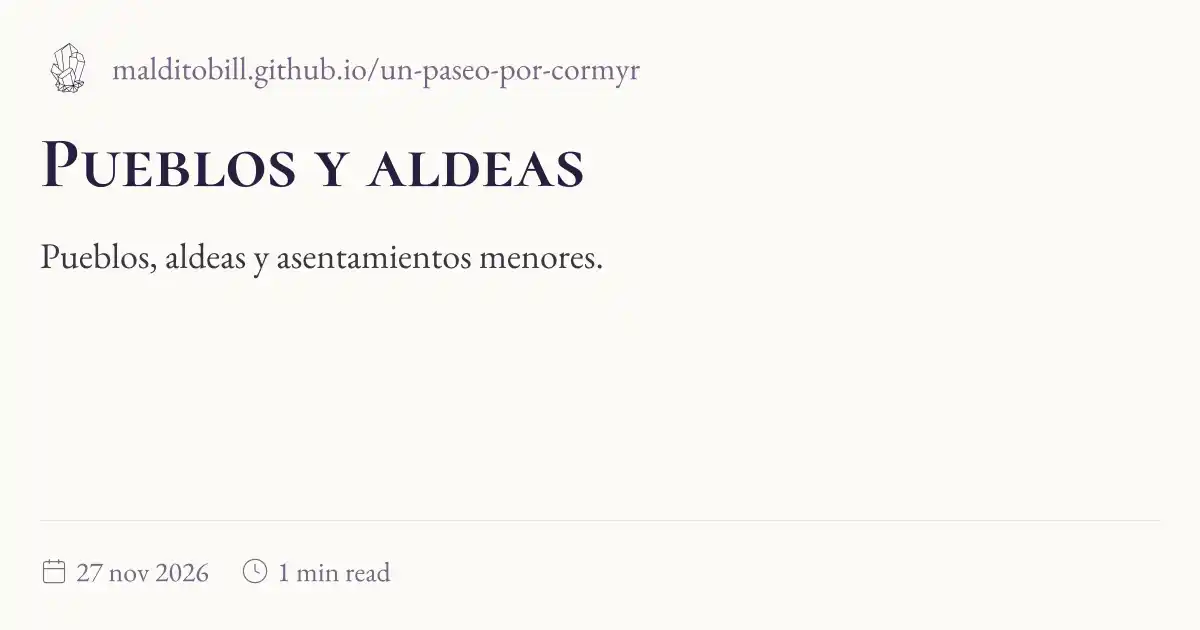 malditobill.github.io/un-paseo-por-cormyr
Pueblos y aldeas
Pueblos, aldeas y asentamientos menores.
27 nov 2026 1 min read